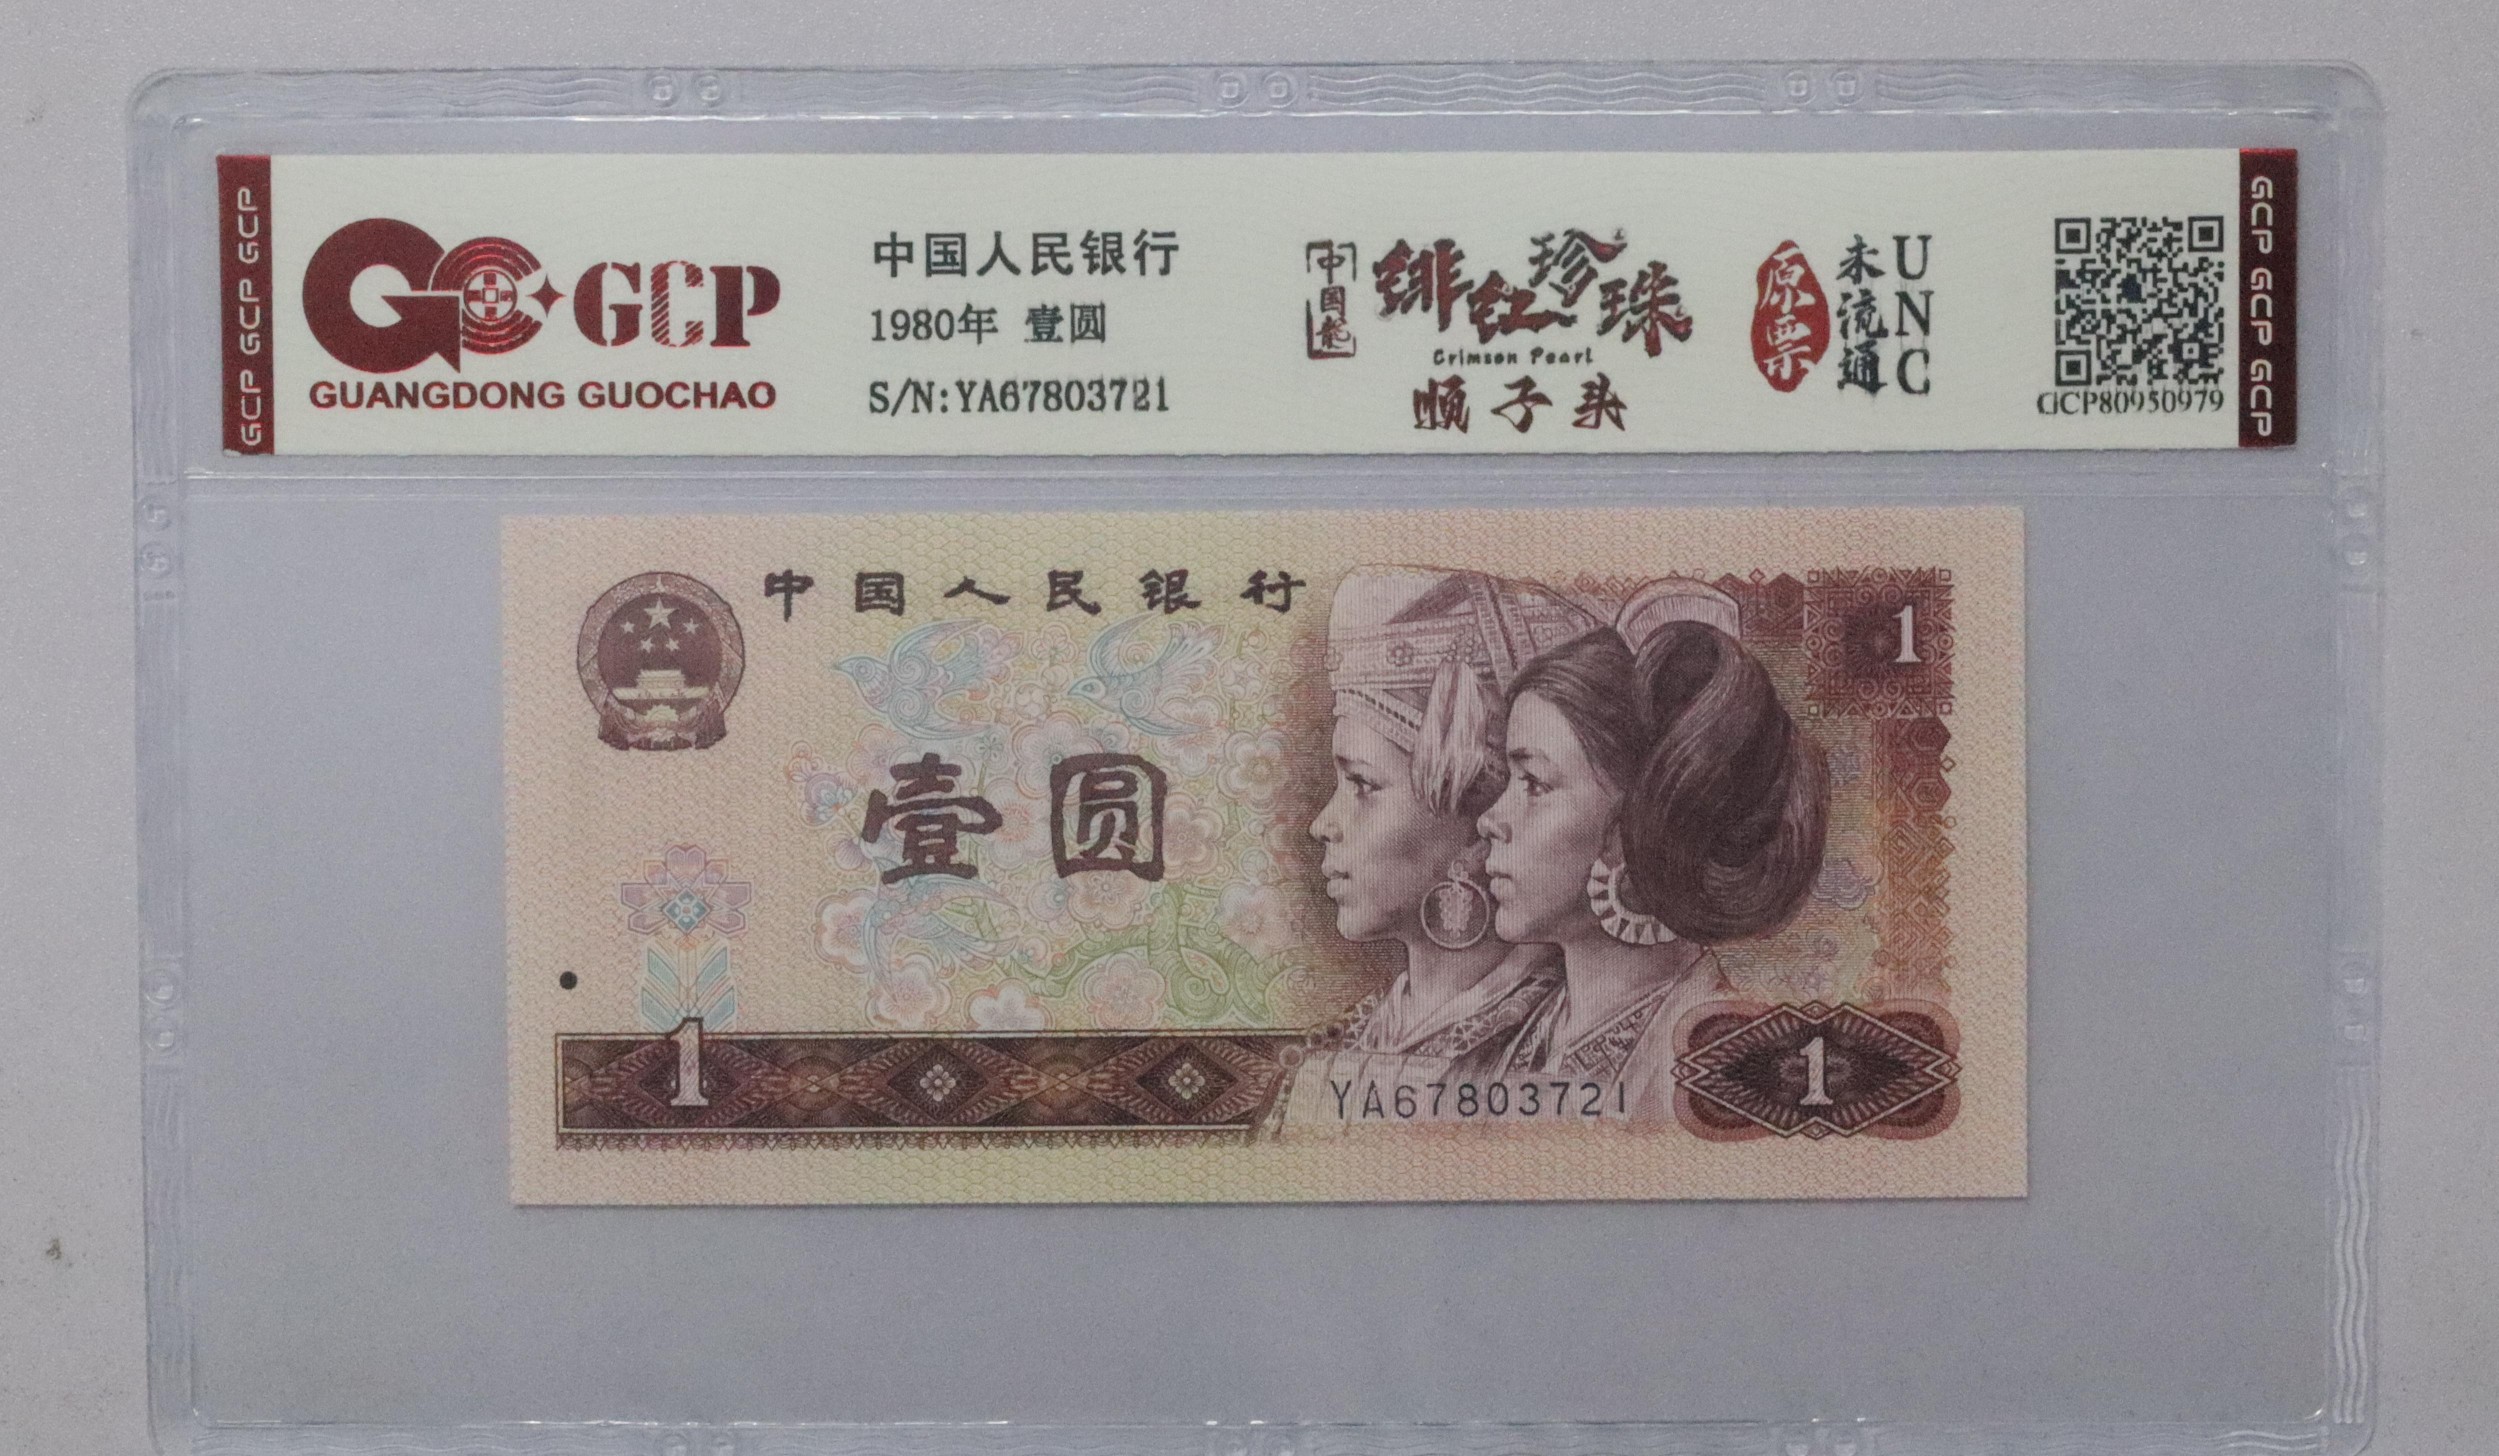 GCP GCP GCP
GCP
GUANGDONG GUOCHAO
中国人民银行
1980年 壹圆
S/N:YA67803721
中国龙
绯红珍珠
Crimson Pearl
顺子头
原票
未流通
UNC
GCP80950979
GCP GCP GCP
中国人民银行
1
壹圆
1
YA67803721
1